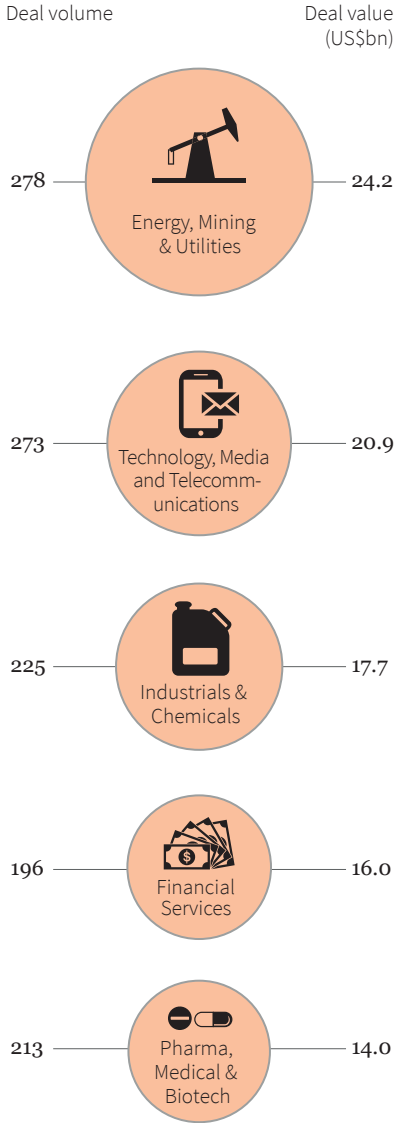 Deal volume
Deal value
(US$bn)
278
24.2
Energy, Mining
& Utilities
273
20.9
Technology, Media
and Telecomm-
unications
225
17.7
Industrials &
Chemicals
196
16.0
$
Financial
Services
213
14.0
Pharma,
Medical &
Biotech